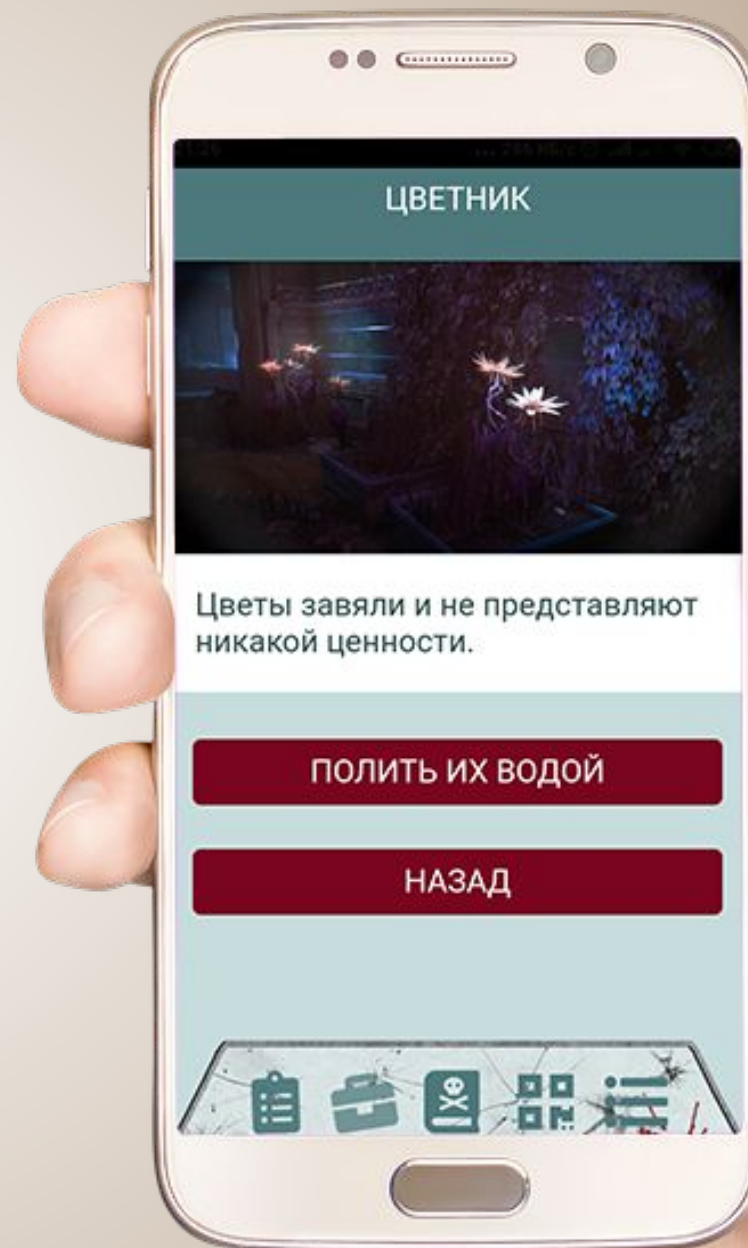 ЦВЕТНИК
Цветы завяли и не представляют
никакой ценности.
ПОЛИТЬ ИХ ВОДОЙ
НАЗАД